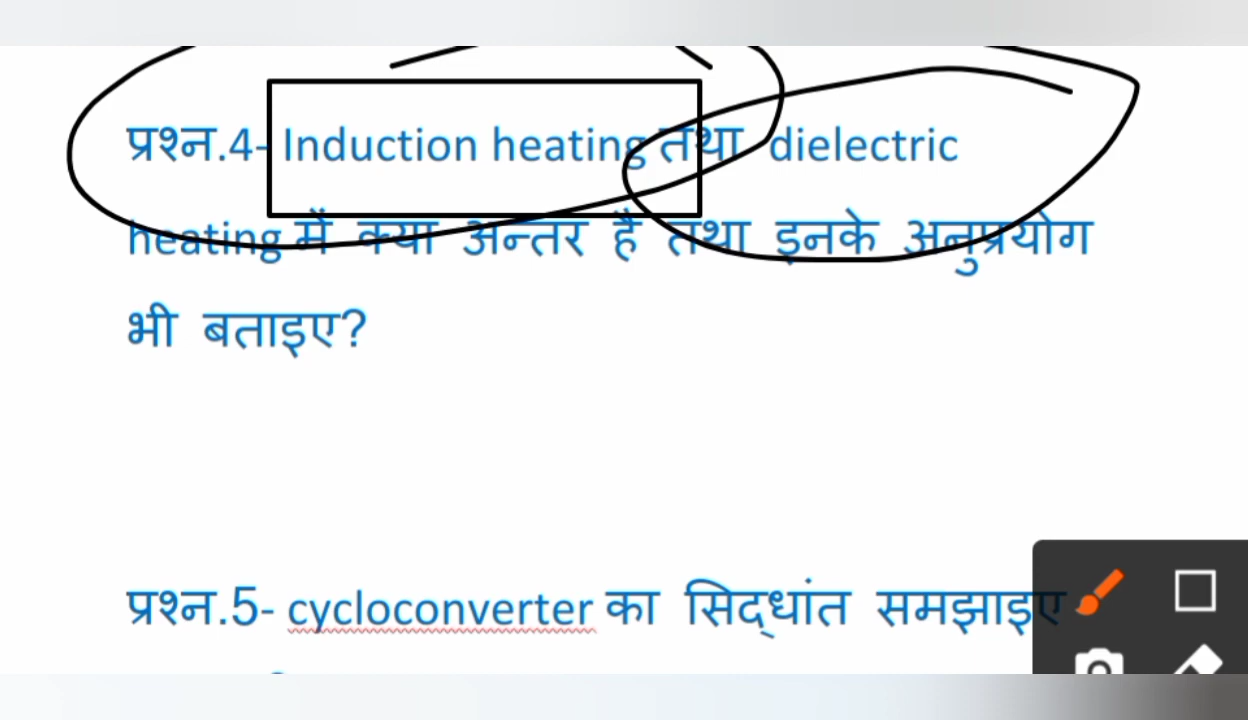 प्रश्न.4- Induction heating तथा dielectric
heating में क्या अन्तर है तथा इनके अनुप्रयोग
भी बताइए?
प्रश्न.5- cycloconverter का सिद्धांत समझाइए